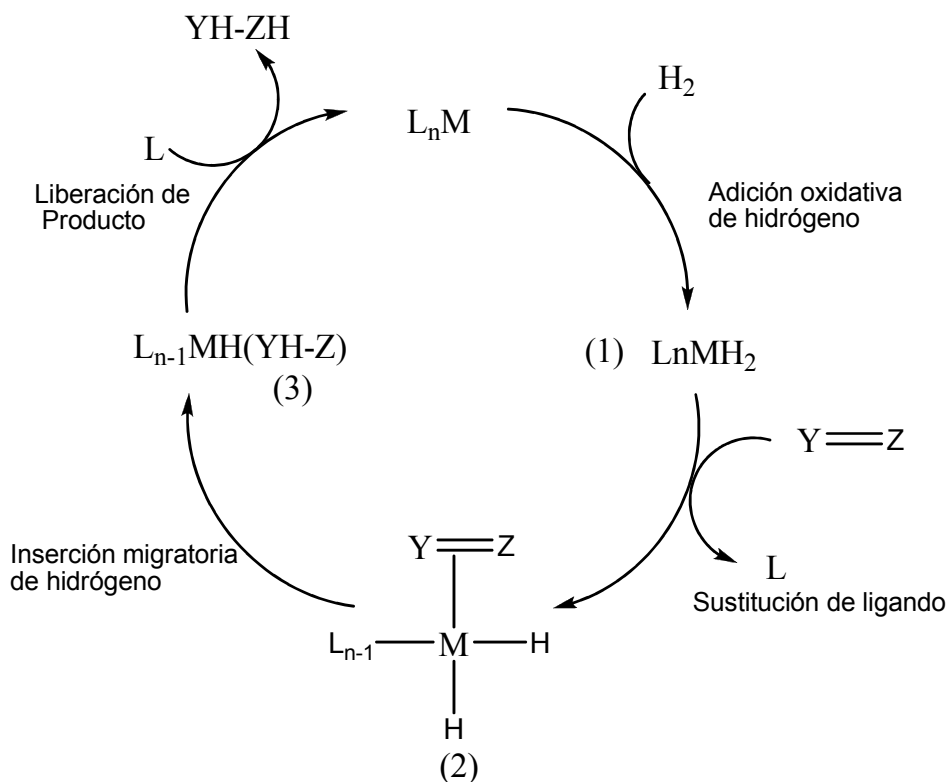 YH-ZH
LₙM
H₂
L
Liberación de
Producto
Adición oxidativa
de hidrógeno
Lₙ₋₁MH(YH-Z)
(3)
(1) LnMH₂
Y=Z
L
Sustitución de ligando
Inserción migratoria
de hidrógeno
Y=Z
Lₙ₋₁—M—H
H
(2)